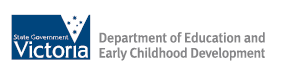 State Government
Victoria
Department of Education and
Early Childhood Development